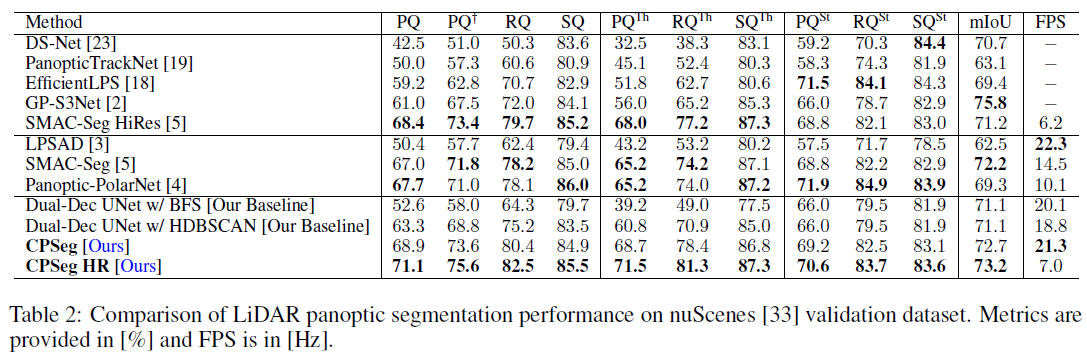 Method PQ PQ† RQ SQ PQTh RQTh SQTh PQSt RQSt SQSt mIoU FPS
DS-Net [23] 42.5 51.0 50.3 83.6 32.5 38.3 83.1 59.2 70.3 84.4 70.7 −
PanopticTrackNet [19] 50.0 57.3 60.6 80.9 45.1 52.4 80.3 58.3 74.3 81.9 63.1 −
EfficientLPS [18] 59.2 62.8 70.7 82.9 51.8 62.7 80.6 71.5 84.1 84.3 69.4 −
GP-S3Net [2] 61.0 67.5 72.0 84.1 56.0 65.2 85.3 66.0 78.7 82.9 75.8 −
SMAC-Seg HiRes [5] 68.4 73.4 79.7 85.2 68.0 77.2 87.3 68.8 82.1 83.0 71.2 6.2
LPSAD [3] 50.4 57.7 62.4 79.4 43.2 53.2 80.2 57.5 71.7 78.5 62.5 22.3
SMAC-Seg [5] 67.0 71.8 78.2 85.0 65.2 74.2 87.1 68.8 82.2 82.9 72.2 14.5
Panoptic-PolarNet [4] 67.7 71.0 78.1 86.0 65.2 74.0 87.2 71.9 84.9 83.9 69.3 10.1
Dual-Dec UNet w/ BFS [Our Baseline] 52.6 58.0 64.3 79.7 39.2 49.0 77.5 66.0 79.5 81.9 71.1 20.1
Dual-Dec UNet w/ HDBSCAN [Our Baseline] 63.3 68.8 75.2 83.5 60.8 70.9 85.0 66.0 79.5 81.9 71.1 18.8
CPSeg [Ours] 68.9 73.6 80.4 84.9 68.7 78.4 86.8 69.2 82.5 83.1 72.7 21.3
CPSeg HR [Ours] 71.1 75.6 82.5 85.5 71.5 81.3 87.3 70.6 83.7 83.6 73.2 7.0
Table 2: Comparison of LiDAR panoptic segmentation performance on nuScenes [33] validation dataset. Metrics are
provided in [%] and FPS is in [Hz].